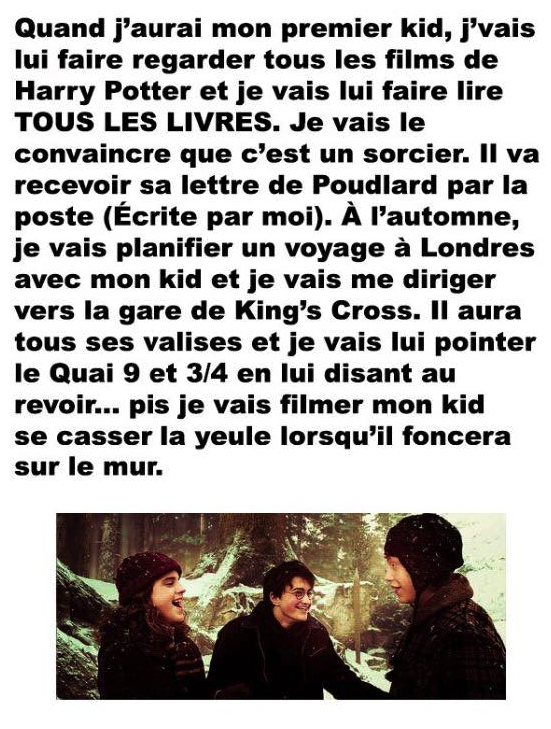 Quand j’aurai mon premier kid, j’vais
lui faire regarder tous les films de
Harry Potter et je vais lui faire lire
TOUS LES LIVRES. Je vais le
convaincre que c’est un sorcier. Il va
recevoir sa lettre de Poudlard par la
poste (Écrite par moi). À l’automne,
je vais planifier un voyage à Londres
avec mon kid et je vais me diriger
vers la gare de King’s Cross. Il aura
tous ses valises et je vais lui pointer
le Quai 9 et 3/4 en lui disant au
revoir... pis je vais filmer mon kid
se casser la yeule lorsqu’il foncera
sur le mur.